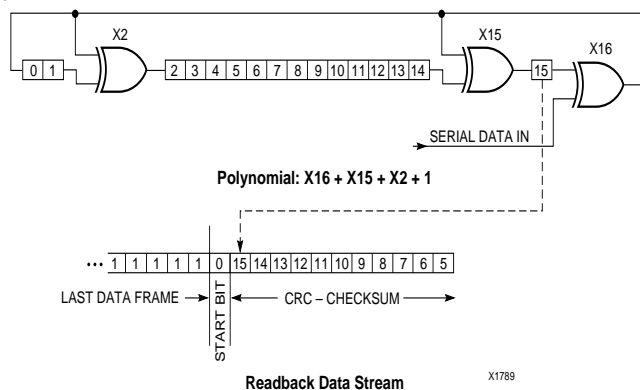 X2
X15
X16
0 1
2 3 4 5 6 7 8 9 10 11 12 13 14
15
SERIAL DATA IN
Polynomial: X16 + X15 + X2 + 1
••• 1 1 1 1 1 0 15 14 13 12 11 10 9 8 7 6 5
LAST DATA FRAME
START BIT
CRC – CHECKSUM
Readback Data Stream
X1789